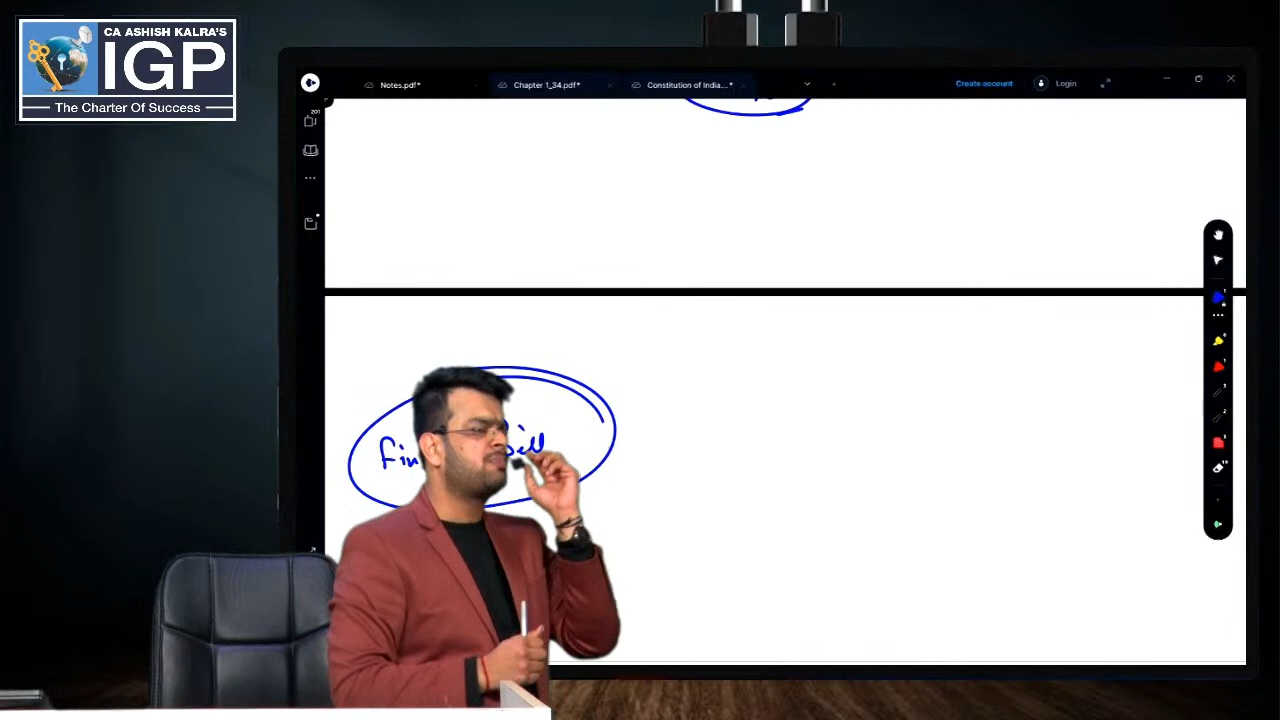 CA ASHISH KALRA'S
IGP
The Charter Of Success
Notes.pdf*
Chapter 1_34.pdf*
Constitution of India....*
Create account
Login
201